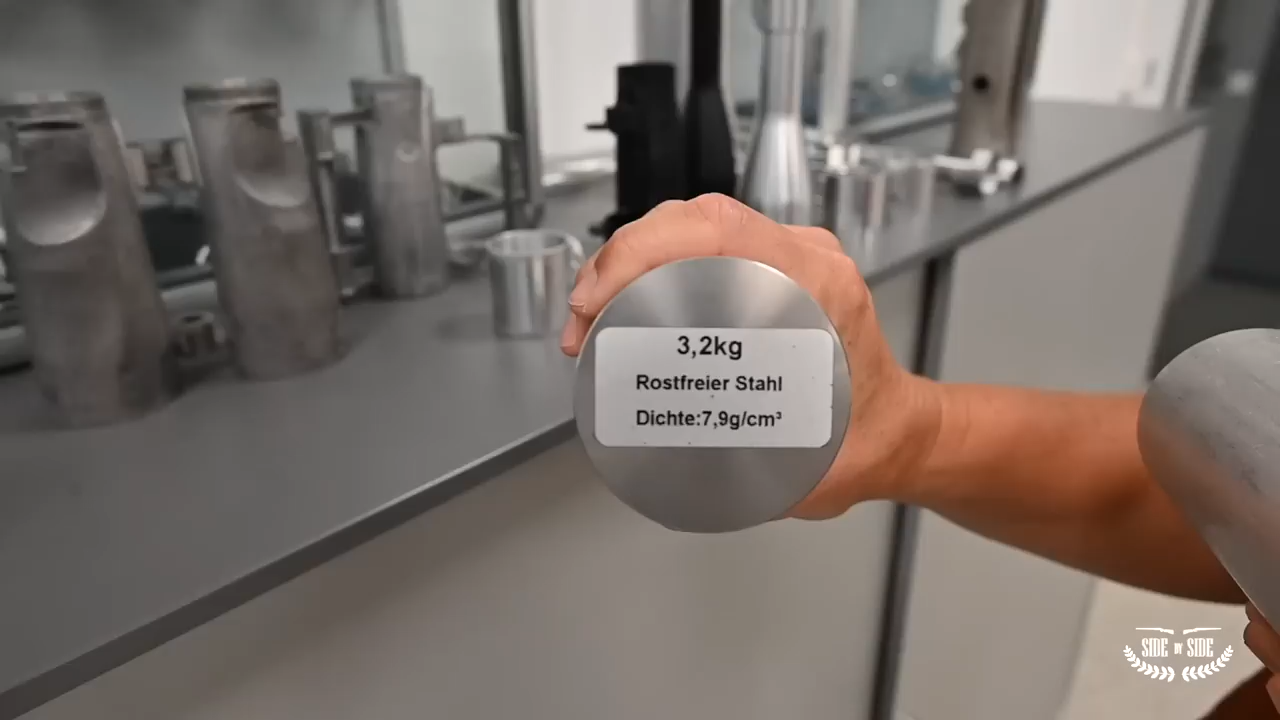 3,2kg
Rostfreier Stahl
Dichte:7,9g/cm³
SIDE BY SIDE